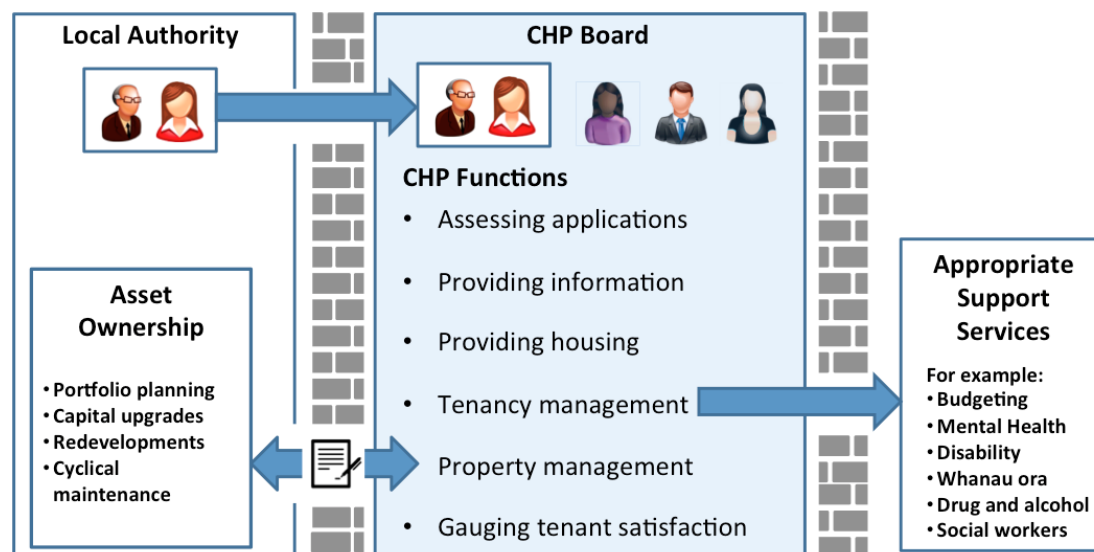 Local Authority
CHP Board
CHP Functions
• Assessing applications
• Providing information
• Providing housing
• Tenancy management
• Property management
• Gauging tenant satisfaction
Asset
Ownership
• Portfolio planning
• Capital upgrades
• Redevelopments
• Cyclical
maintenance
Appropriate
Support
Services
For example:
• Budgeting
• Mental Health
• Disability
• Whanau ora
• Drug and alcohol
• Social workers